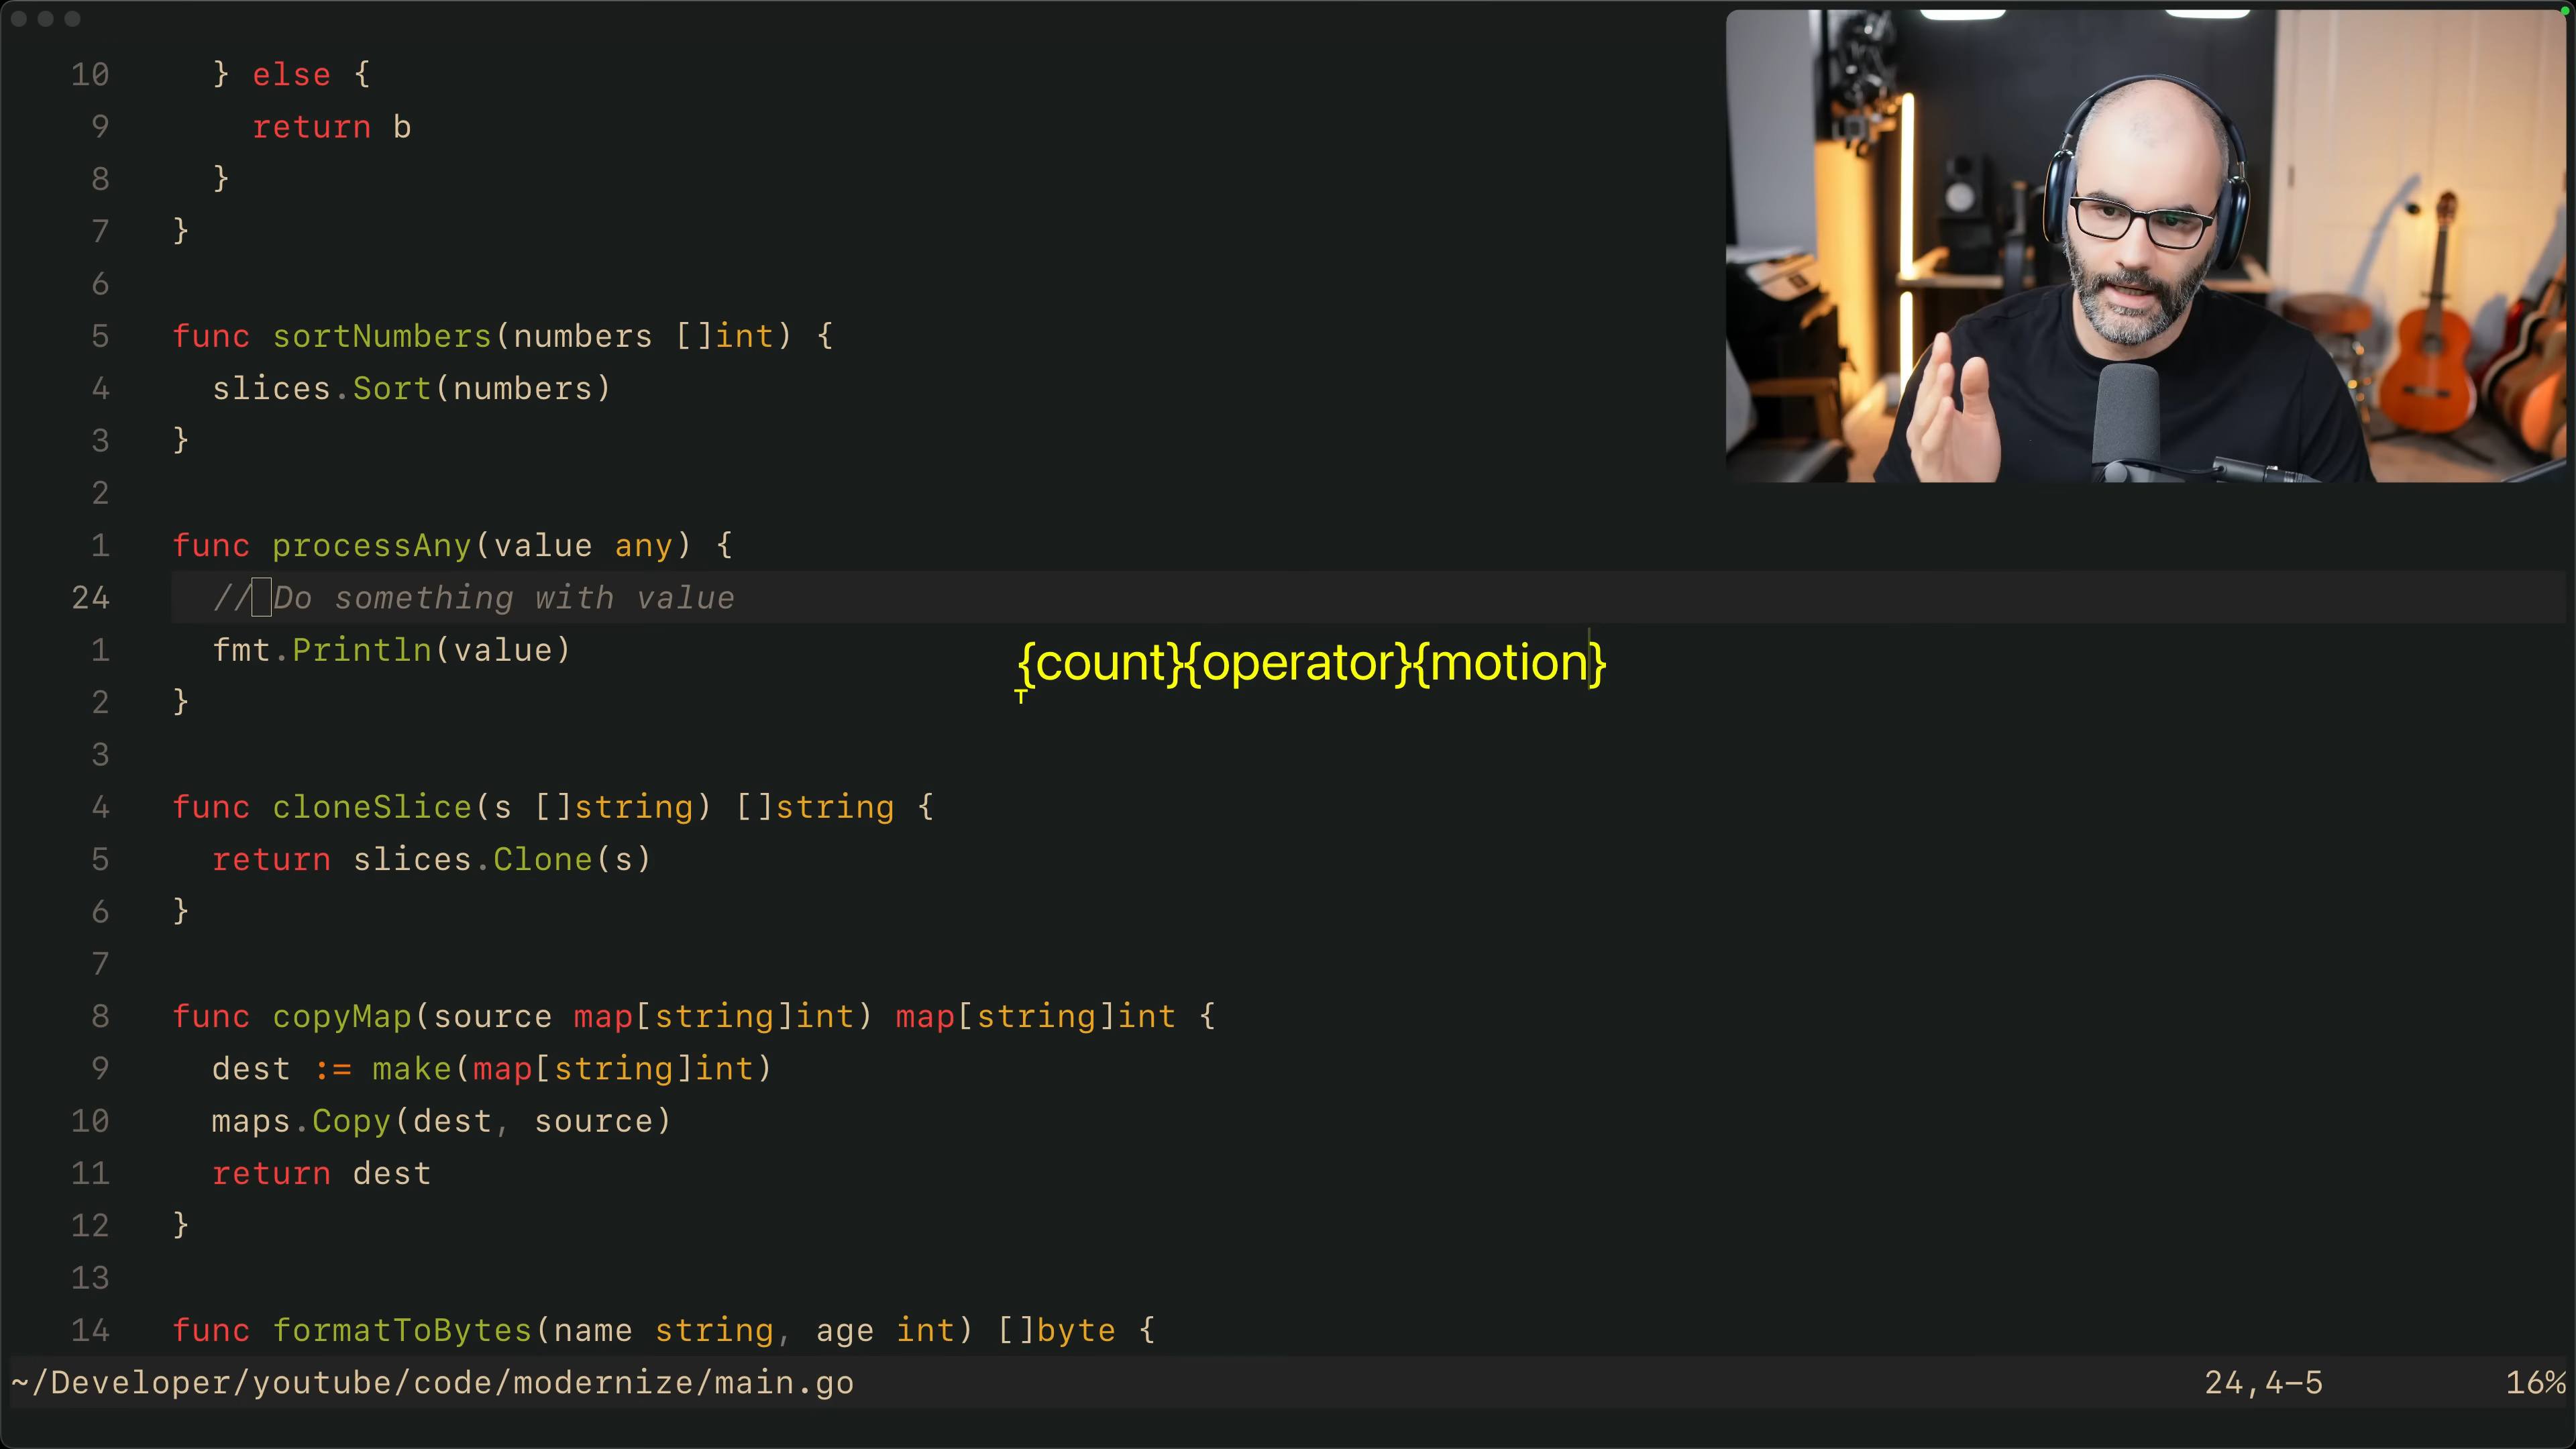 10 } else {
9 return b
8 }
7 }
6
5 func sortNumbers(numbers []int) {
4 slices.Sort(numbers)
3 }
2
1 func processAny(value any) {
24 // Do something with value
1 fmt.Println(value)
{count}{operator}{motion}
2 }
3
4 func cloneSlice(s []string) []string {
5 return slices.Clone(s)
6 }
7
8 func copyMap(source map[string]int) map[string]int {
9 dest := make(map[string]int)
10 maps.Copy(dest, source)
11 return dest
12 }
13
14 func formatToBytes(name string, age int) []byte {
~/Developer/youtube/code/modernize/main.go 24,4-5 16%